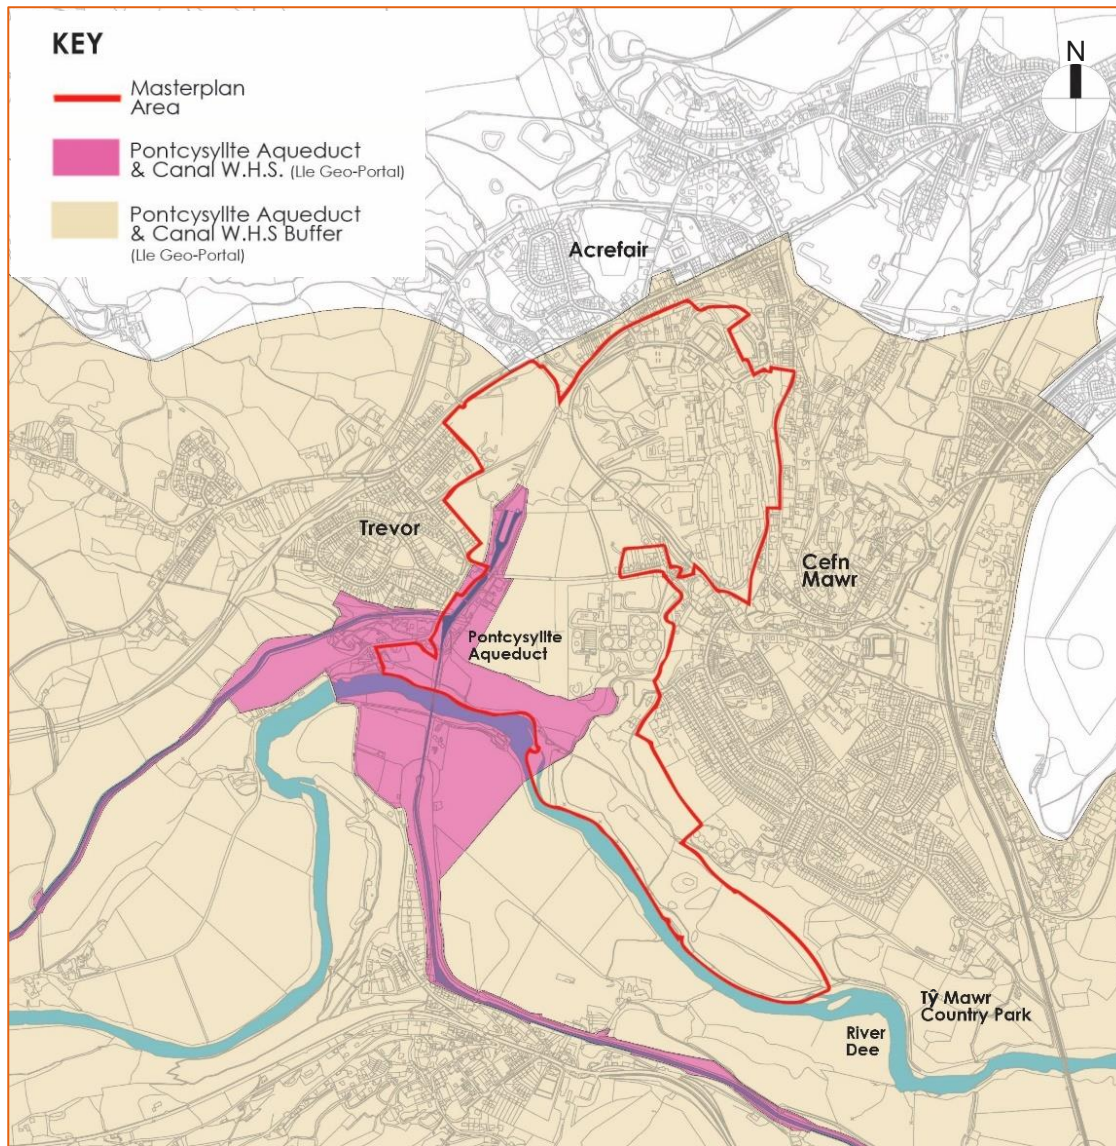 KEY
Masterplan
Area
Pontcysyllte Aqueduct
& Canal W.H.S. (Lle Geo-Portal)
Pontcysyllte Aqueduct
& Canal W.H.S Buffer
(Lle Geo-Portal)
N
Acrefair
Trevor
Cefn
Mawr
Pontcysyllte
Aqueduct
Tŷ Mawr
Country Park
River
Dee